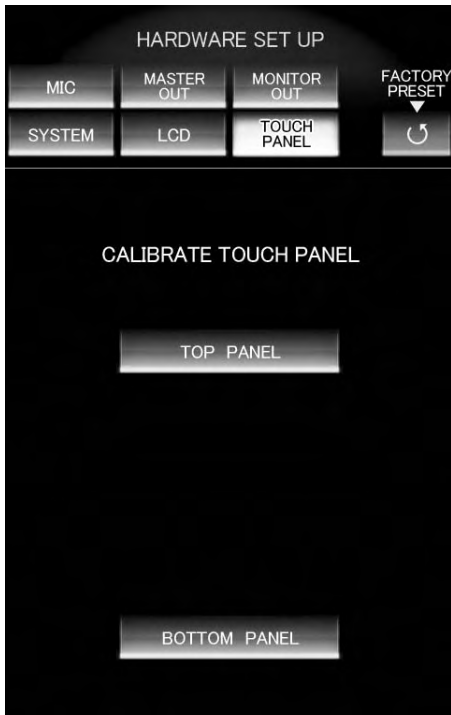 HARDWARE SET UP
MIC
MASTER
OUT
MONITOR
OUT
FACTORY
PRESET
SYSTEM
LCD
TOUCH
PANEL
CALIBRATE TOUCH PANEL
TOP PANEL
BOTTOM PANEL